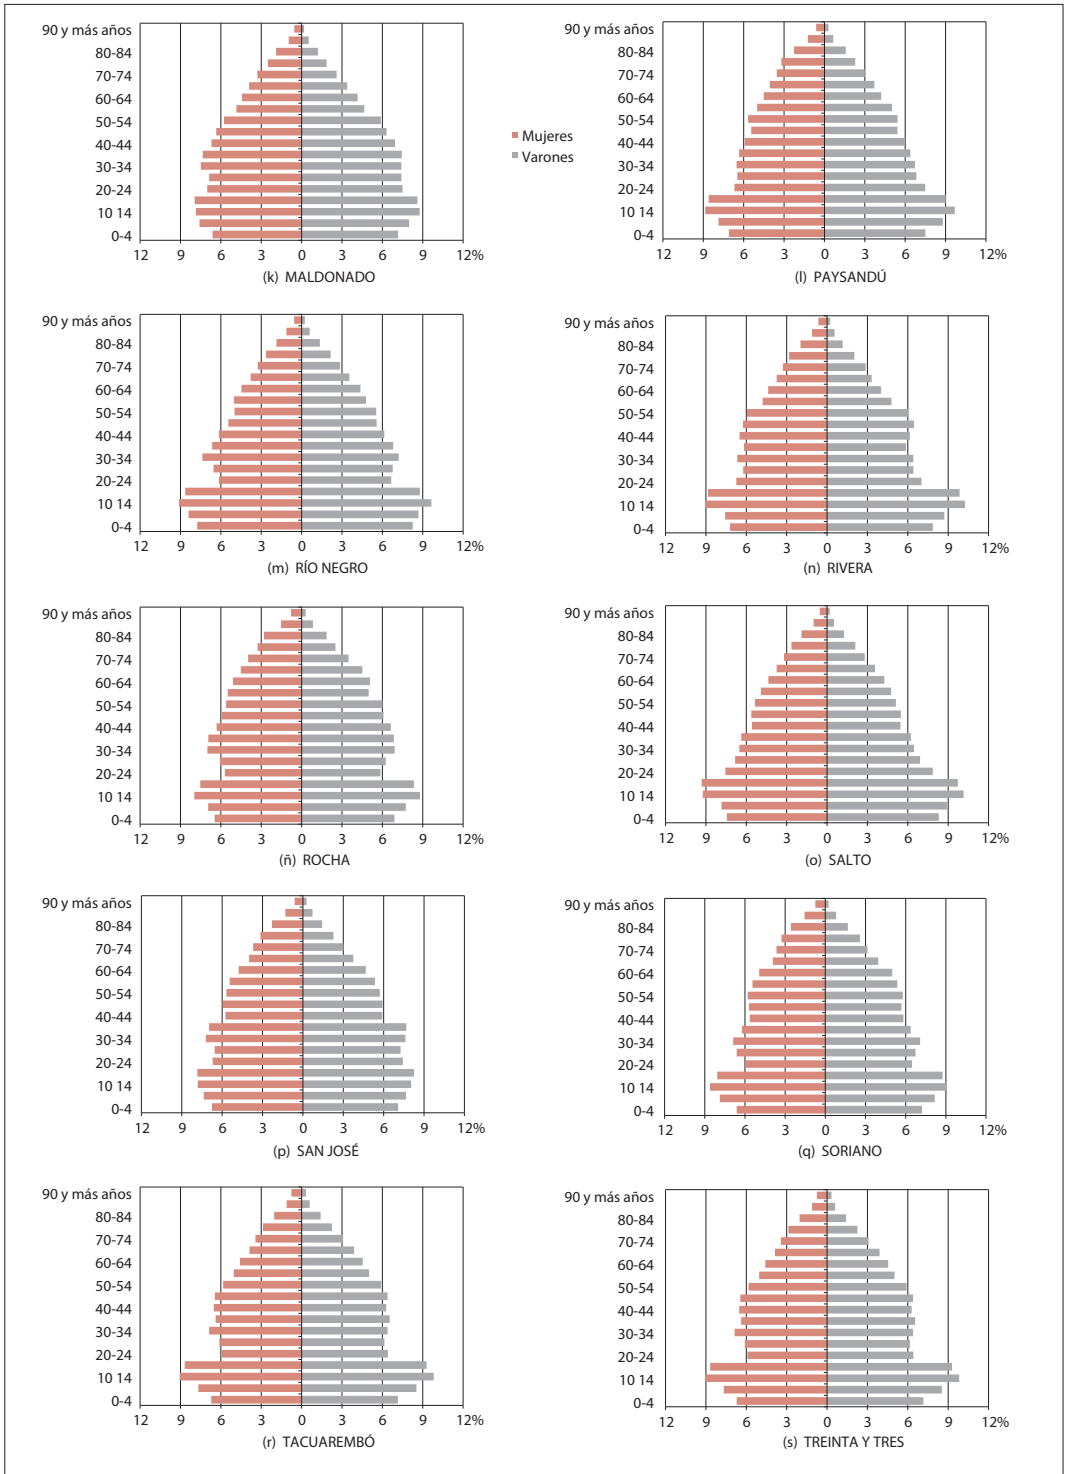 90 y más años
80-84
70-74
60-64
50-54
40-44
30-34
20-24
10 14
0-4
12 9 6 3 0 3 6 9 12%
(k) MALDONADO
Mujeres
Varones
90 y más años
80-84
70-74
60-64
50-54
40-44
30-34
20-24
10 14
0-4
12 9 6 3 0 3 6 9 12%
(l) PAYSANDÚ
90 y más años
80-84
70-74
60-64
50-54
40-44
30-34
20-24
10 14
0-4
12 9 6 3 0 3 6 9 12%
(m) RÍO NEGRO
90 y más años
80-84
70-74
60-64
50-54
40-44
30-34
20-24
10 14
0-4
12 9 6 3 0 3 6 9 12%
(n) RIVERA
90 y más años
80-84
70-74
60-64
50-54
40-44
30-34
20-24
10 14
0-4
12 9 6 3 0 3 6 9 12%
(ñ) ROCHA
90 y más años
80-84
70-74
60-64
50-54
40-44
30-34
20-24
10 14
0-4
12 9 6 3 0 3 6 9 12%
(o) SALTO
90 y más años
80-84
70-74
60-64
50-54
40-44
30-34
20-24
10 14
0-4
12 9 6 3 0 3 6 9 12%
(p) SAN JOSÉ
90 y más años
80-84
70-74
60-64
50-54
40-44
30-34
20-24
10 14
0-4
12 9 6 3 0 3 6 9 12%
(q) SORIANO
90 y más años
80-84
70-74
60-64
50-54
40-44
30-34
20-24
10 14
0-4
12 9 6 3 0 3 6 9 12%
(r) TACUAREMBÓ
90 y más años
80-84
70-74
60-64
50-54
40-44
30-34
20-24
10 14
0-4
12 9 6 3 0 3 6 9 12%
(s) TREINTA Y TRES